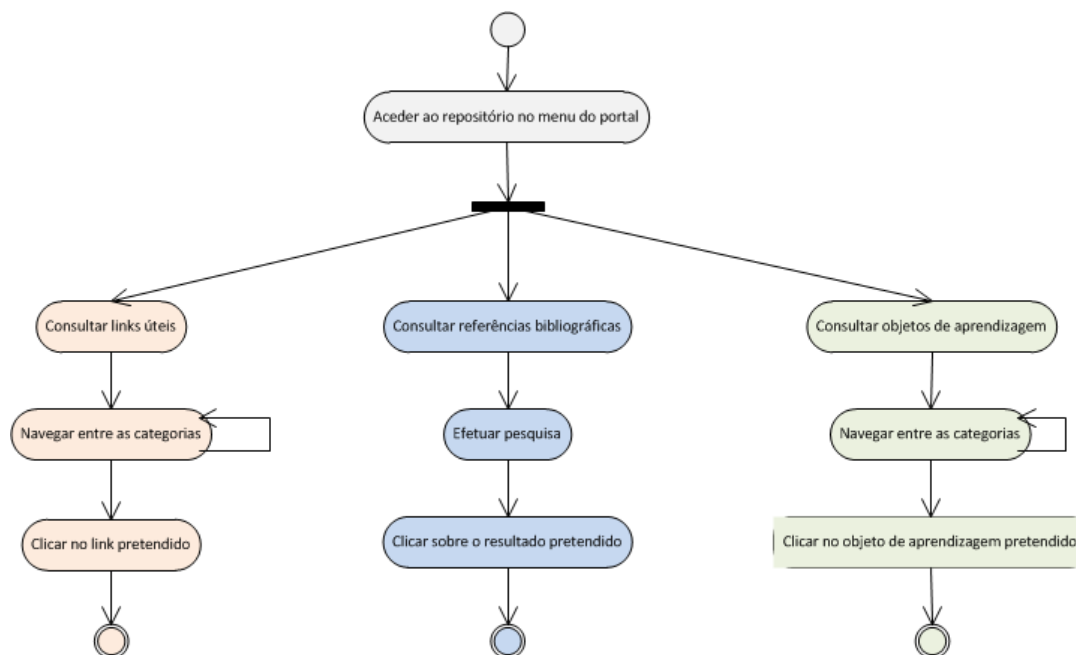 Aceder ao repositório no menu do portal
Consultar links úteis
Consultar referências bibliográficas
Consultar objetos de aprendizagem
Navegar entre as categorias
Efetuar pesquisa
Navegar entre as categorias
Clicar no link pretendido
Clicar sobre o resultado pretendido
Clicar no objeto de aprendizagem pretendido